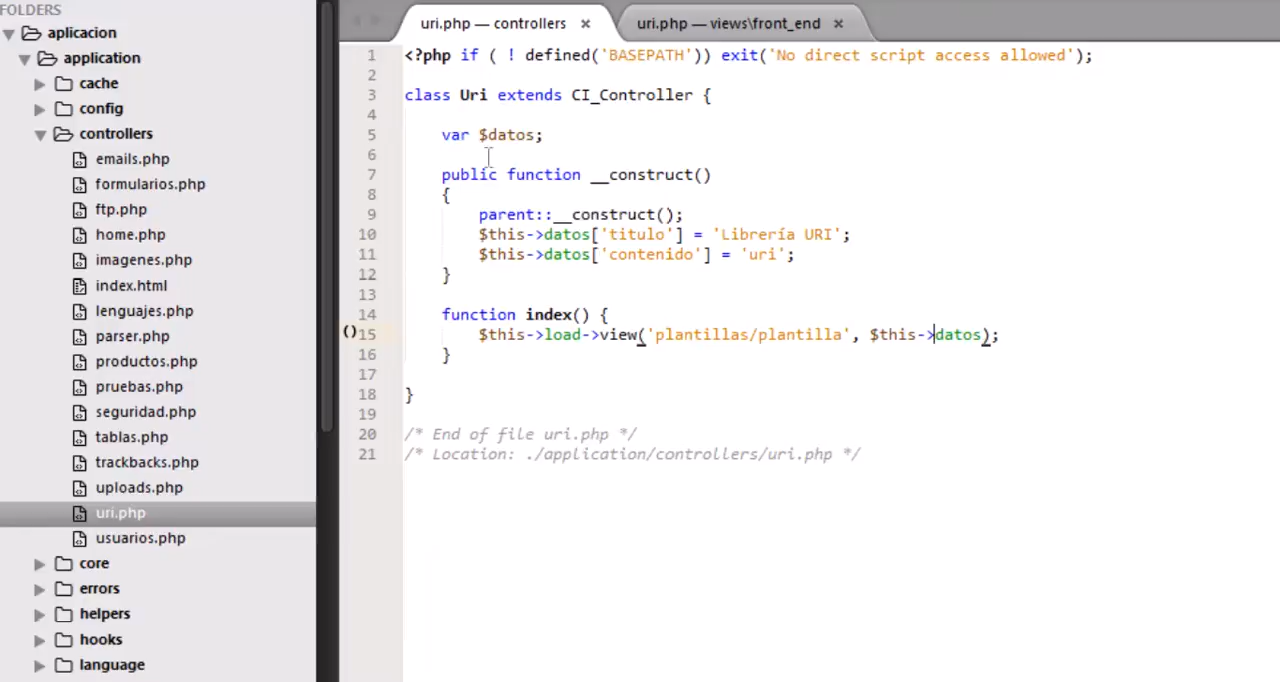 FOLDERS
aplicacion
application
cache
config
controllers
emails.php
formularios.php
ftp.php
home.php
imagenes.php
index.html
lenguajes.php
parser.php
productos.php
pruebas.php
seguridad.php
tablas.php
trackbacks.php
uploads.php
uri.php
usuarios.php
core
errors
helpers
hooks
language
uri.php — controllers ×
uri.php — views\front_end ×
1 <?php if ( ! defined('BASEPATH')) exit('No direct script access allowed');
2
3 class Uri extends CI_Controller {
4
5 var $datos;
6
7 public function __construct()
8 {
9 parent::__construct();
10 $this->datos['titulo'] = 'Librería URI';
11 $this->datos['contenido'] = 'uri';
12 }
13
14 function index() {
()15 $this->load->view('plantillas/plantilla', $this->datos);
16 }
17
18 }
19
20 /* End of file uri.php */
21 /* Location: ./application/controllers/uri.php */